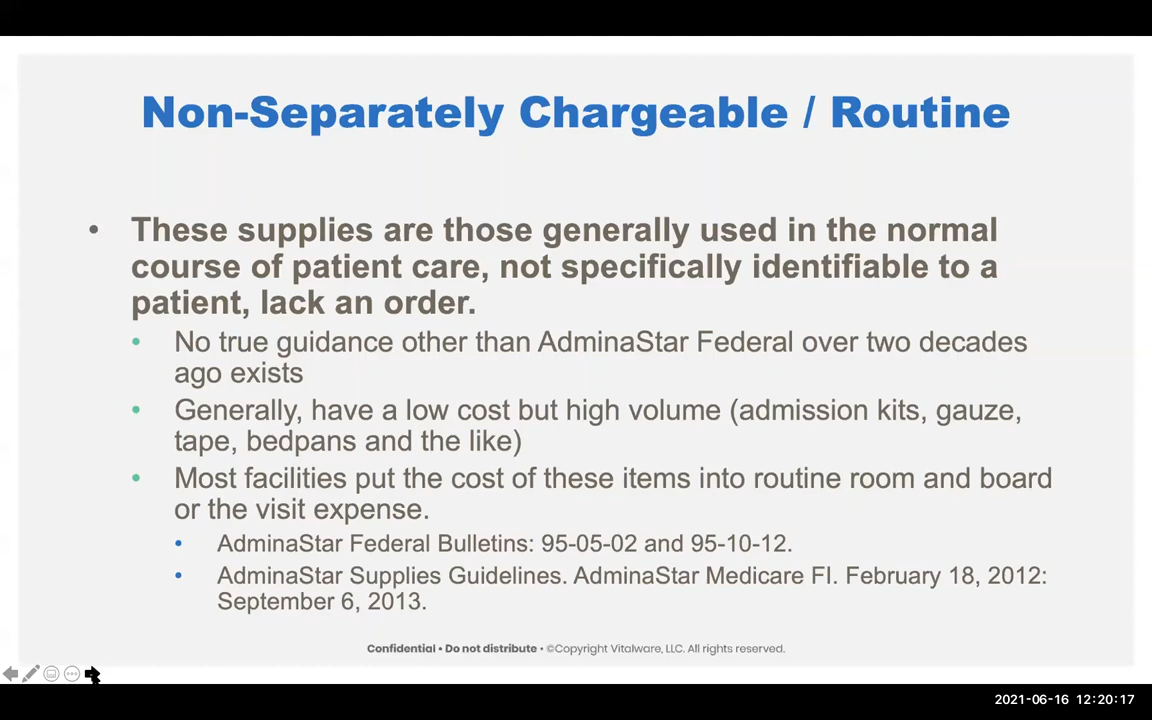 Non-Separately Chargeable / Routine
• These supplies are those generally used in the normal
course of patient care, not specifically identifiable to a
patient, lack an order.
• No true guidance other than AdminaStar Federal over two decades
ago exists
• Generally, have a low cost but high volume (admission kits, gauze,
tape, bedpans and the like)
• Most facilities put the cost of these items into routine room and board
or the visit expense.
• AdminaStar Federal Bulletins: 95-05-02 and 95-10-12.
• AdminaStar Supplies Guidelines. AdminaStar Medicare FI. February 18, 2012:
September 6, 2013.
Confidential • Do not distribute • ©Copyright Vitalware, LLC. All rights reserved.
2021-06-16 12:20:17